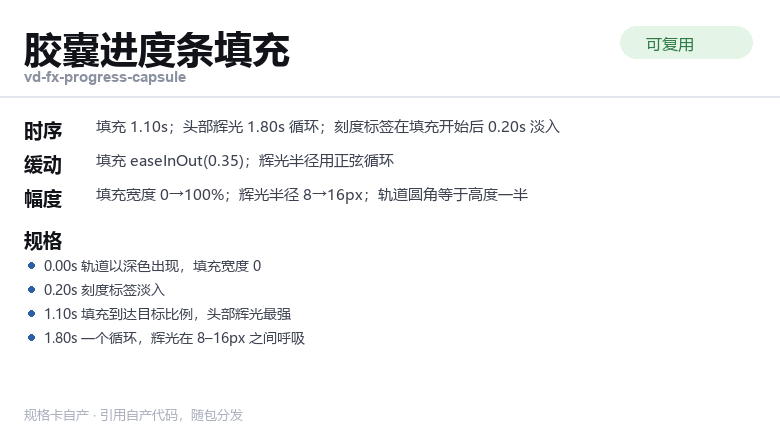 胶囊进度条填充
可复用
vd-fx-progress-capsule
时序 填充 1.10s；头部辉光 1.80s 循环；刻度标签在填充开始后 0.20s 淡入
缓动 填充 easeInOut(0.35)；辉光半径用正弦循环
幅度 填充宽度 0→100%；辉光半径 8→16px；轨道圆角等于高度一半
规格
0.00s 轨道以深色出现，填充宽度 0
0.20s 刻度标签淡入
1.10s 填充到达目标比例，头部辉光最强
1.80s 一个循环，辉光在 8–16px 之间呼吸
规格卡自产 · 引用自产代码，随包分发